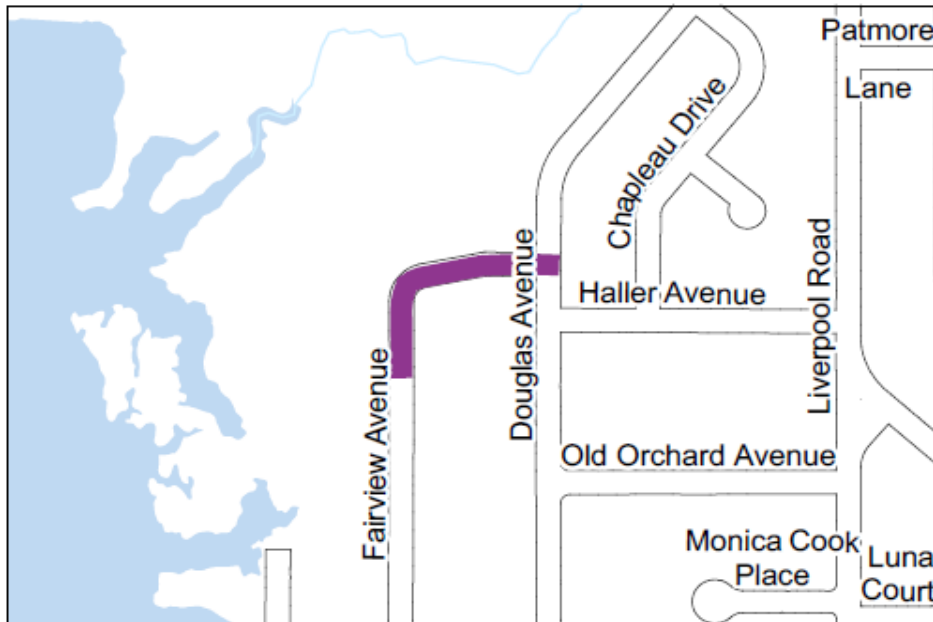 Patmore
Lane
Chapleau Drive
Haller Avenue
Liverpool Road
Douglas Avenue
Fairview Avenue
Old Orchard Avenue
Monica Cook
Place
Luna
Court